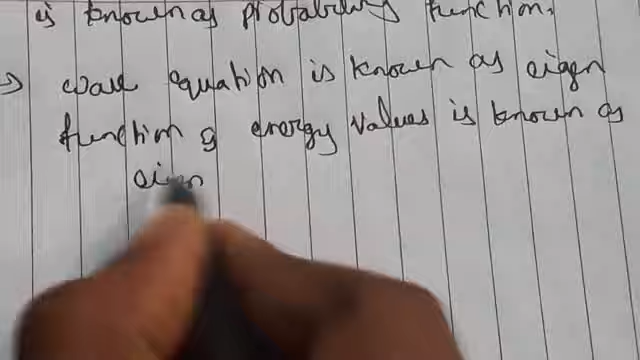 is known as probability function.
→ wave equation is known as eigen
function & energy values is known as
eigen